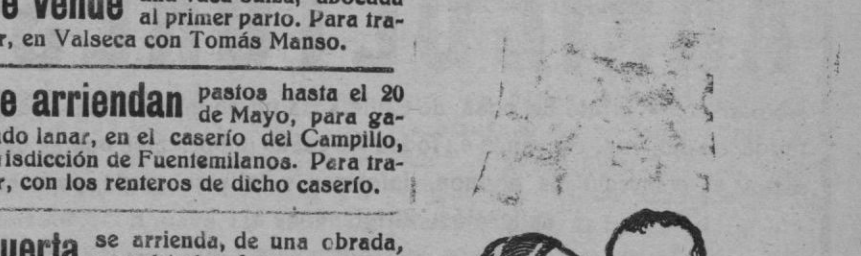 e vende
al primer parto. Para tra-
r, en Valseca con Tomás Manso.
e arriendan pastos hasta el 20
de Mayo, para ga-
do lanar, en el caserío del Campillo,
isdicción de Fuentemilanos. Para tra-
r, con los renteros de dicho caserío.
uerta se arrienda, de una obrada,